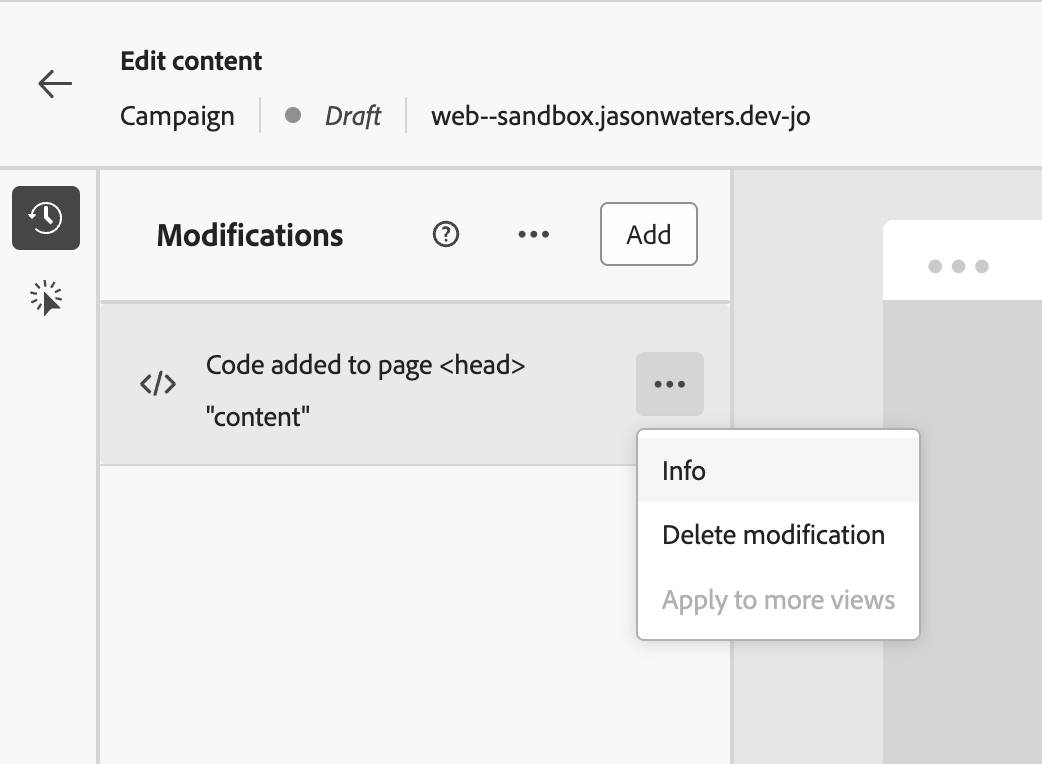 Edit content
Campaign Draft web--sandbox.jasonwaters.dev-jo
Modifications Add
Code added to page <head>
"content"
Info
Delete modification
Apply to more views